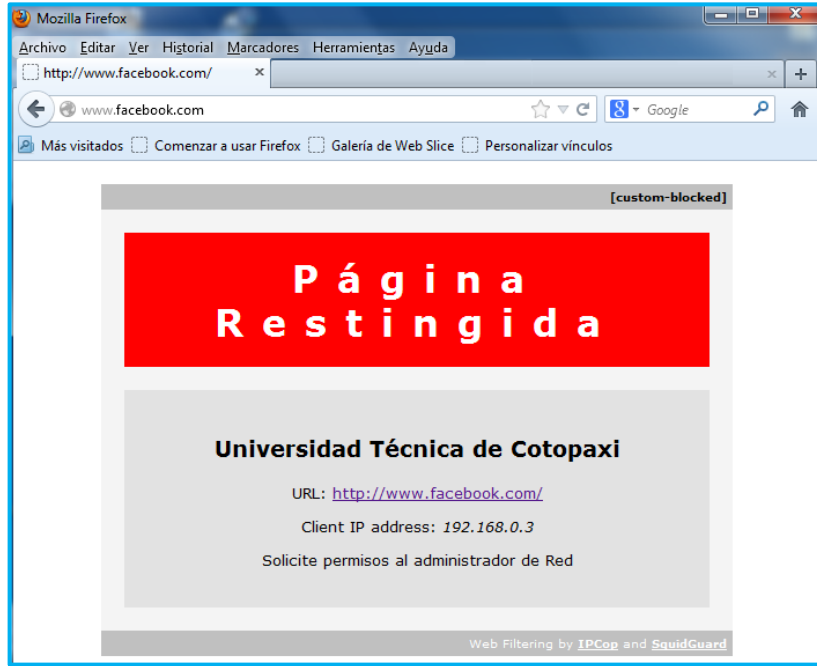 Mozilla Firefox
Archivo Editar Ver Historial Marcadores Herramientas Ayuda
http://www.facebook.com/
www.facebook.com
Google
Más visitados Comenzar a usar Firefox Galería de Web Slice Personalizar vínculos
[custom-blocked]
Página
Restingida
Universidad Técnica de Cotopaxi
URL: http://www.facebook.com/
Client IP address: 192.168.0.3
Solicite permisos al administrador de Red
Web Filtering by IPCop and SquidGuard